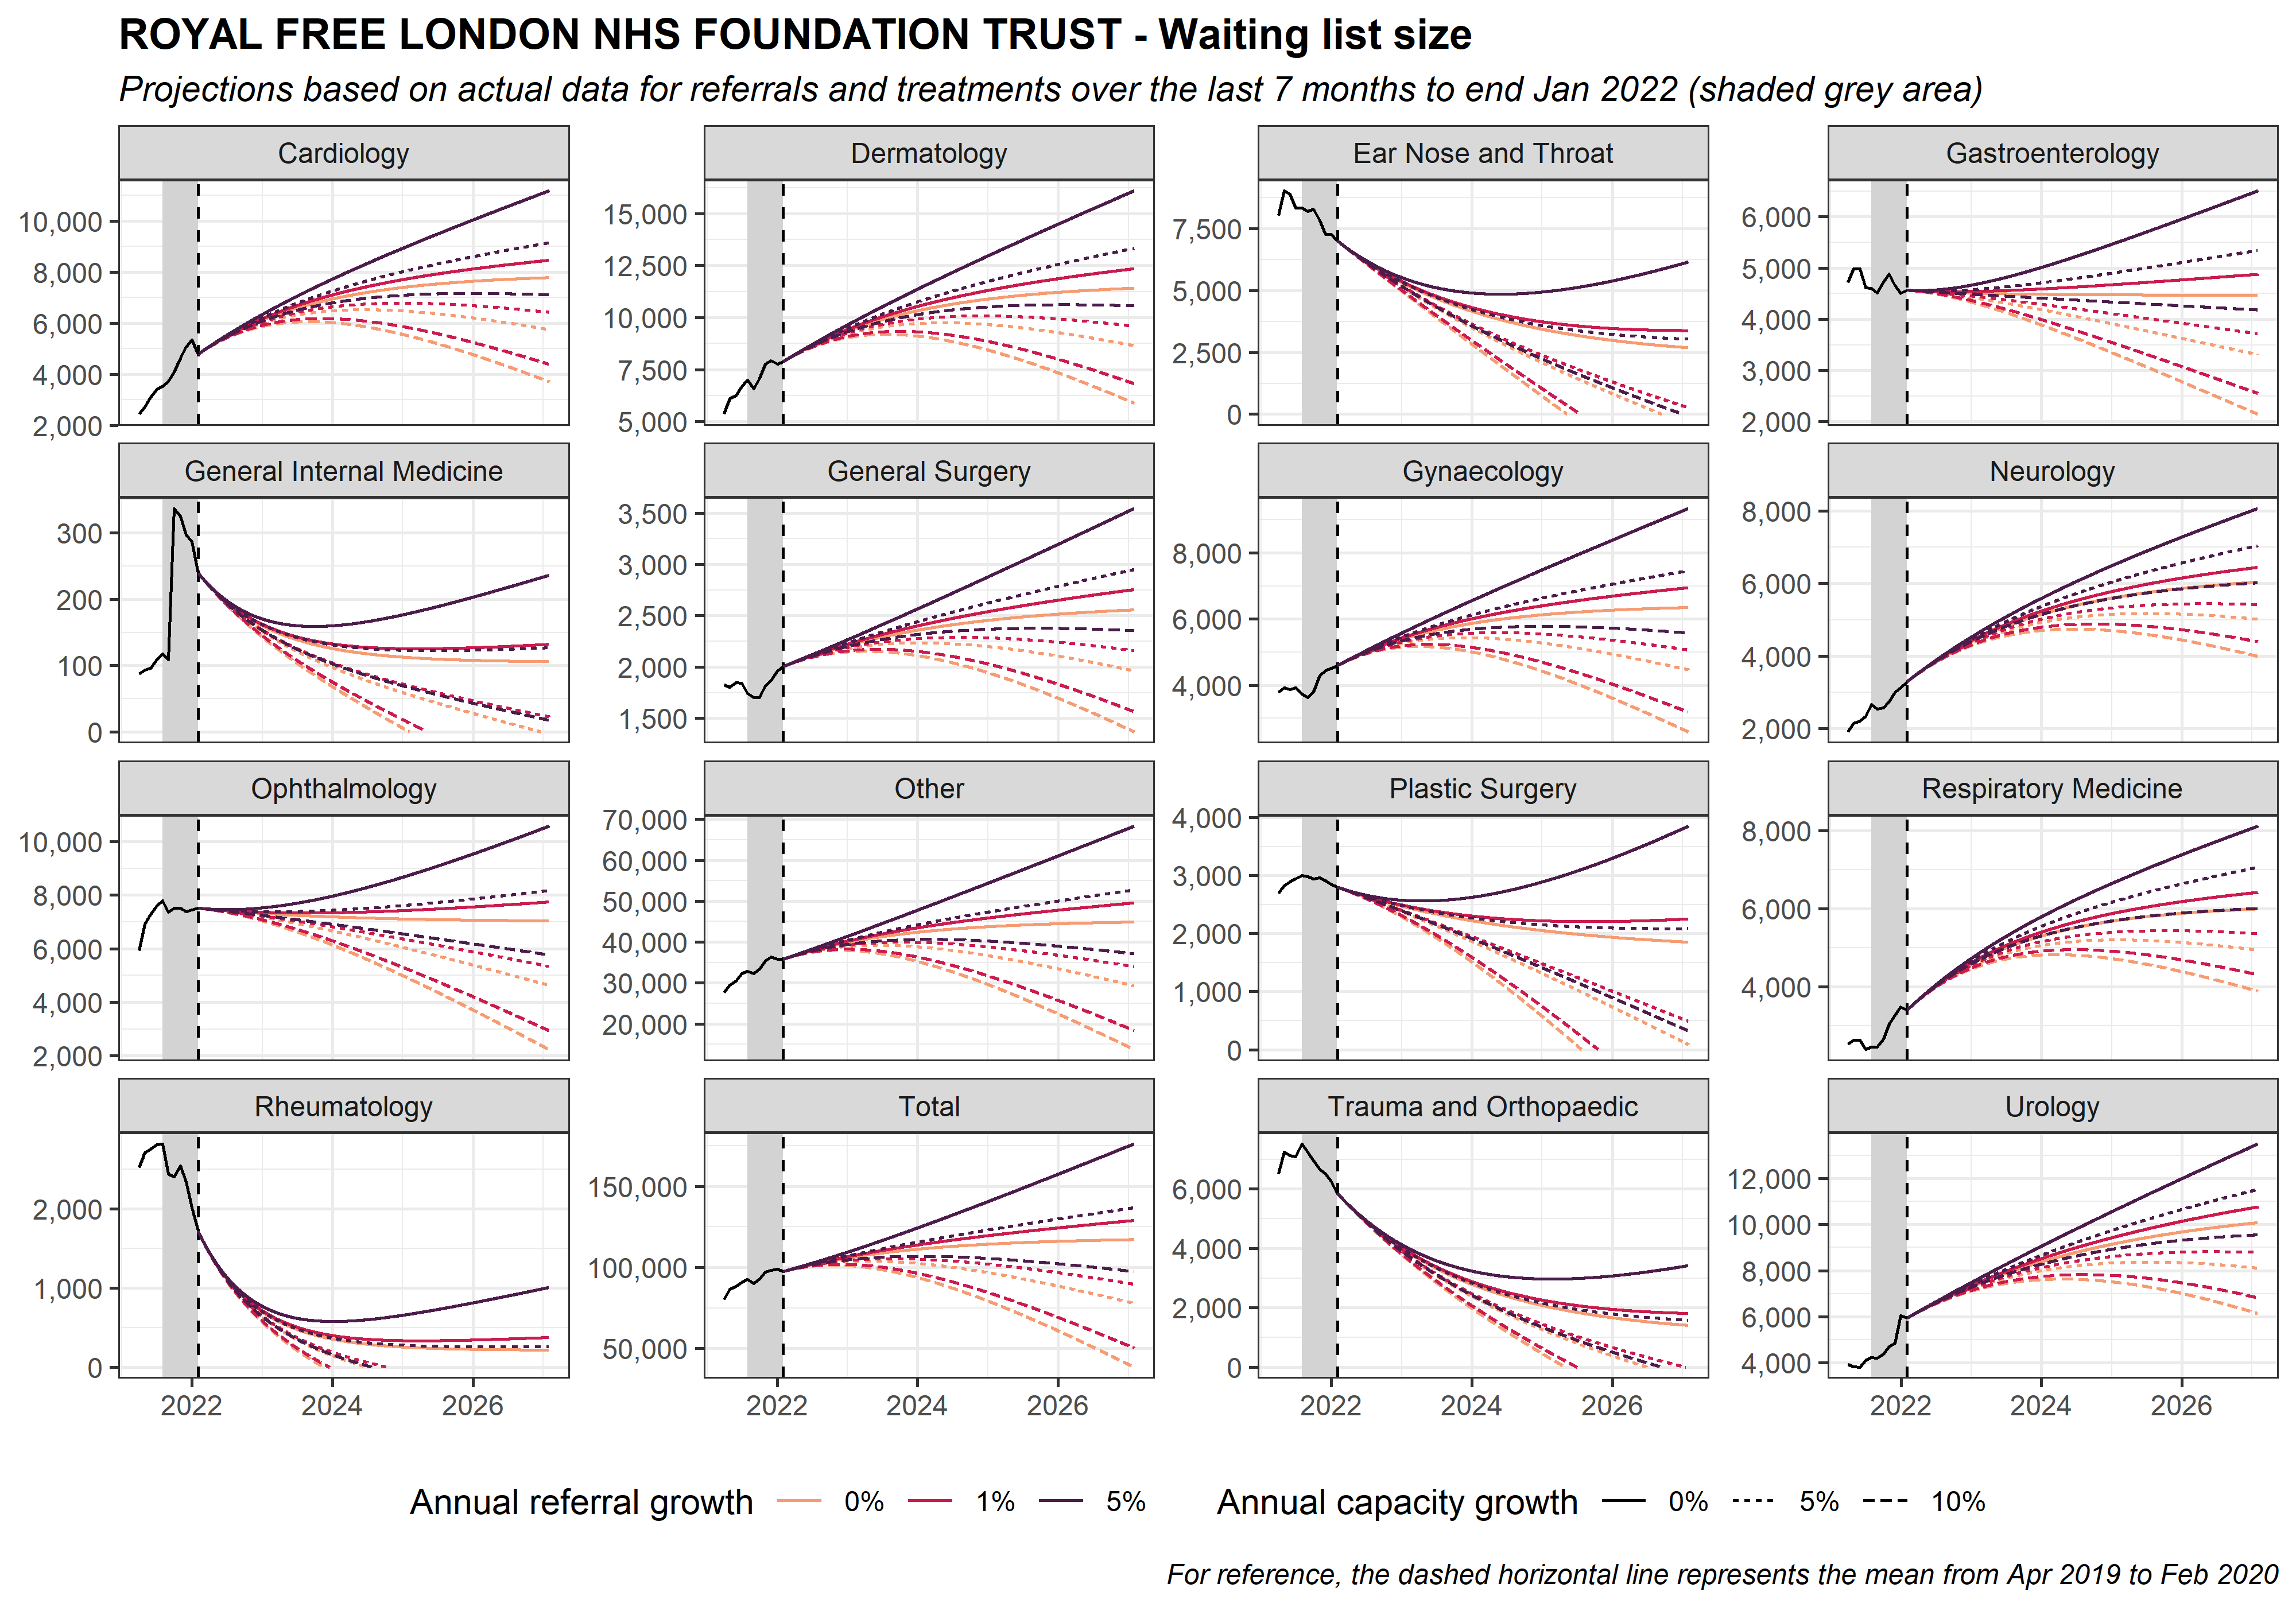 ROYAL FREE LONDON NHS FOUNDATION TRUST - Waiting list size
Projections based on actual data for referrals and treatments over the last 7 months to end Jan 2022 (shaded grey area)
Cardiology
10,000
8,000
6,000
4,000
2,000
Dermatology
15,000
12,500
10,000
7,500
5,000
Ear Nose and Throat
7,500
5,000
2,500
0
Gastroenterology
6,000
5,000
4,000
3,000
2,000
General Internal Medicine
300
200
100
0
General Surgery
3,500
3,000
2,500
2,000
1,500
Gynaecology
8,000
6,000
4,000
Neurology
8,000
6,000
4,000
2,000
Ophthalmology
10,000
8,000
6,000
4,000
2,000
Other
70,000
60,000
50,000
40,000
30,000
20,000
Plastic Surgery
4,000
3,000
2,000
1,000
0
Respiratory Medicine
8,000
6,000
4,000
Rheumatology
2,000
1,000
0
2022 2024 2026
Total
150,000
100,000
50,000
2022 2024 2026
Trauma and Orthopaedic
6,000
4,000
2,000
0
2022 2024 2026
Urology
12,000
10,000
8,000
6,000
4,000
2022 2024 2026
Annual referral growth 0% 1% 5% Annual capacity growth 0% 5% 10%
For reference, the dashed horizontal line represents the mean from Apr 2019 to Feb 2020